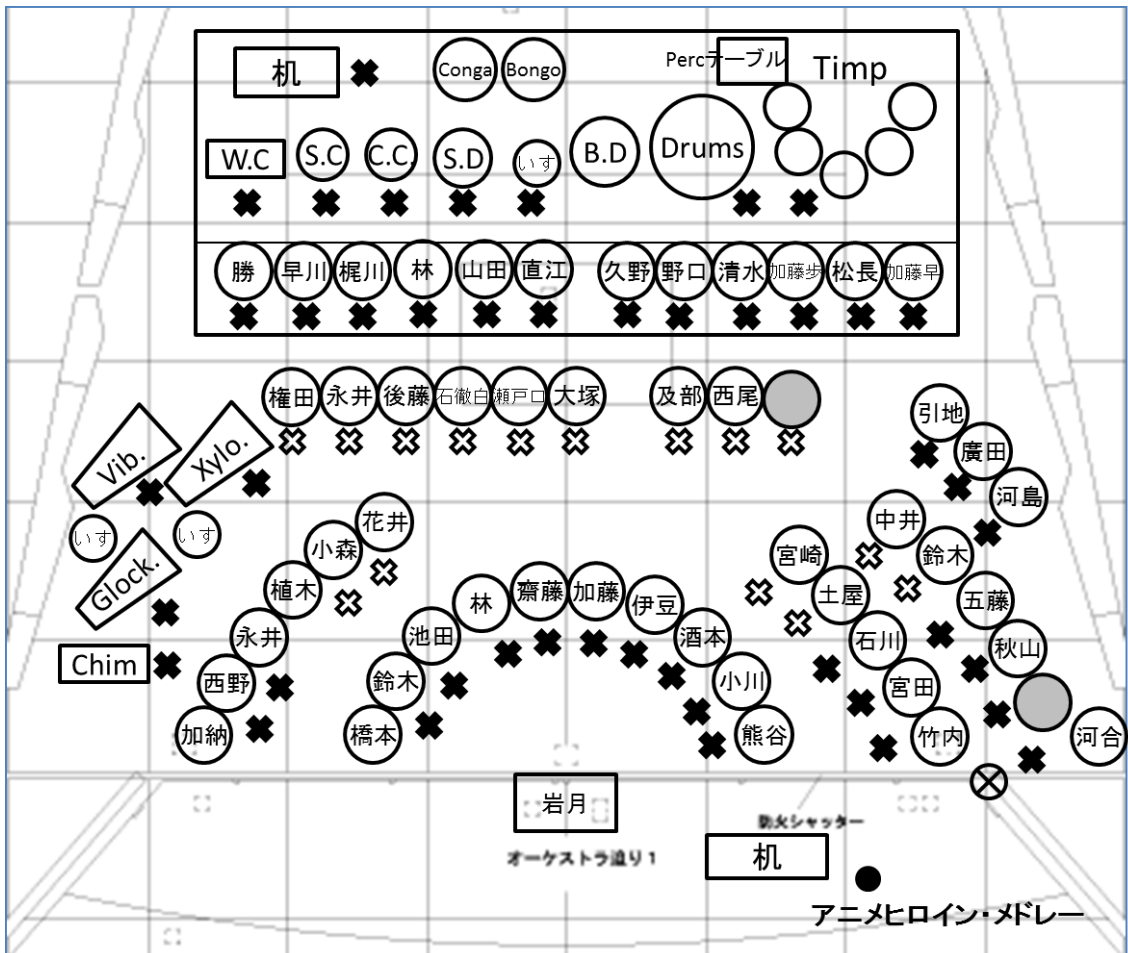 机
Conga
Bongo
Percテーブル
Timp
W.C
S.C
C.C.
S.D
いす
B.D
Drums
勝
早川
梶川
林
山田
直江
久野
野口
清水
加藤歩
松長
加藤早
権田
永井
後藤
石徹白
瀬戸口
大塚
及部
西尾
引地
廣田
河島
Vib.
Xylo.
いす
いす
Glock.
Chim
花井
小森
植木
永井
西野
加納
橋本
鈴木
池田
林
齋藤
加藤
伊豆
酒本
小川
熊谷
宮崎
土屋
石川
宮田
竹内
中井
鈴木
五藤
秋山
河合
岩月
オーケストラ迫り1
防火シャッター
机
アニメヒロイン・メドレー